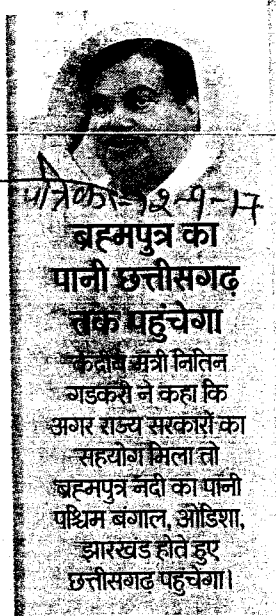 पत्रिका-12-9-17
ब्रह्मपुत्र का
पानी छत्तीसगढ़
तक पहुंचेगा
केंद्रीय मंत्री नितिन
गडकरी ने कहा कि
अगर राज्य सरकारों का
सहयोग मिला तो
ब्रह्मपुत्र नदी का पानी
पश्चिम बंगाल, ओडिशा,
झारखंड होते हुए
छत्तीसगढ़ पहुंचेगा।